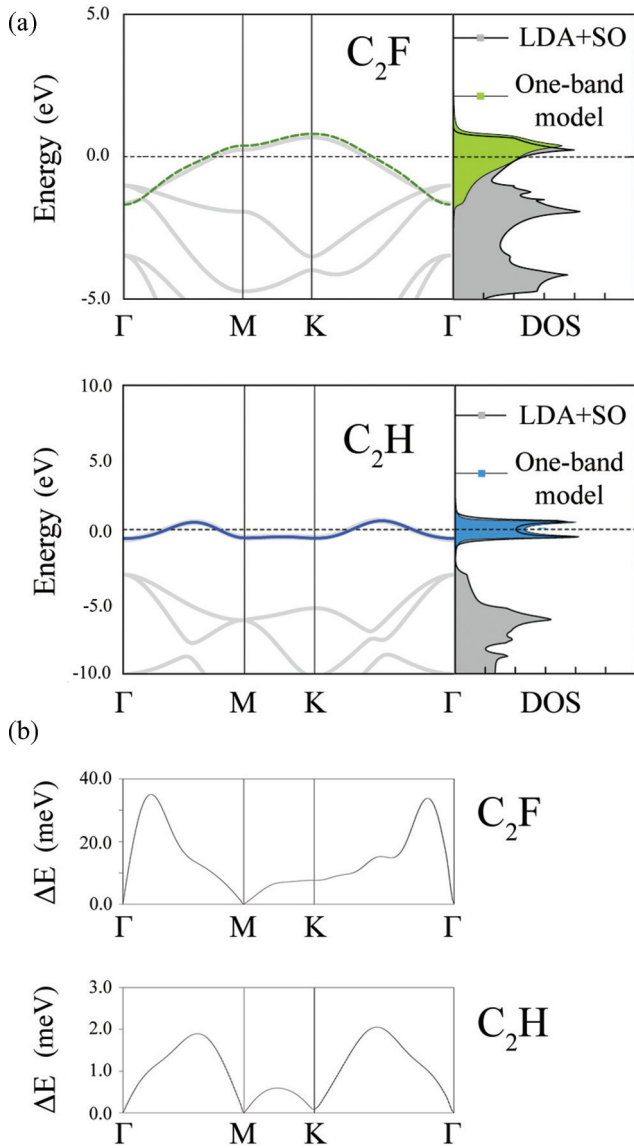 (a)
5.0
0.0
-5.0
Energy (eV)
C₂F
LDA+SO
One-band
model
Γ
M
K
Γ
DOS
10.0
5.0
0.0
-5.0
-10.0
Energy (eV)
C₂H
LDA+SO
One-band
model
Γ
M
K
Γ
DOS
(b)
40.0
20.0
0.0
ΔE (meV)
C₂F
Γ
M
K
Γ
3.0
2.0
1.0
0.0
ΔE (meV)
C₂H
Γ
M
K
Γ